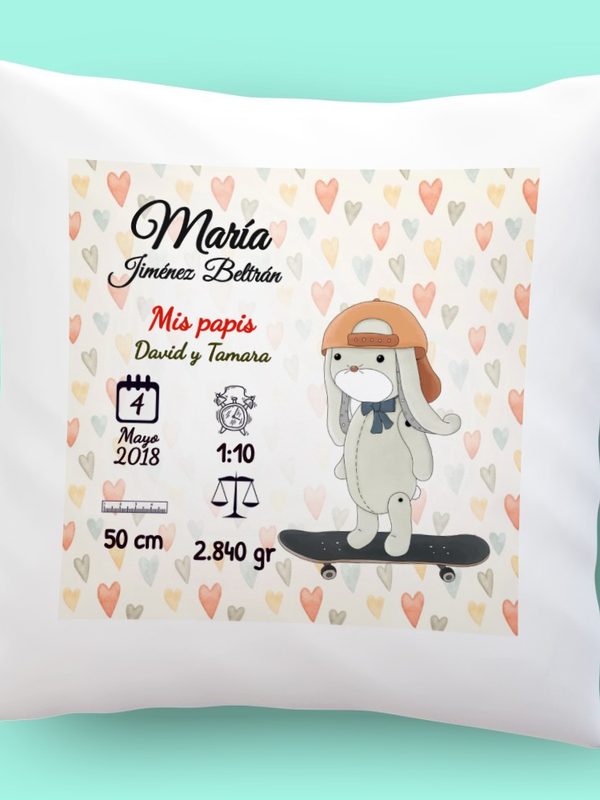 María
Jiménez Beltrán
Mis papis
David y Tamara
4
Mayo
2018
1:10
50 cm
2.840 gr